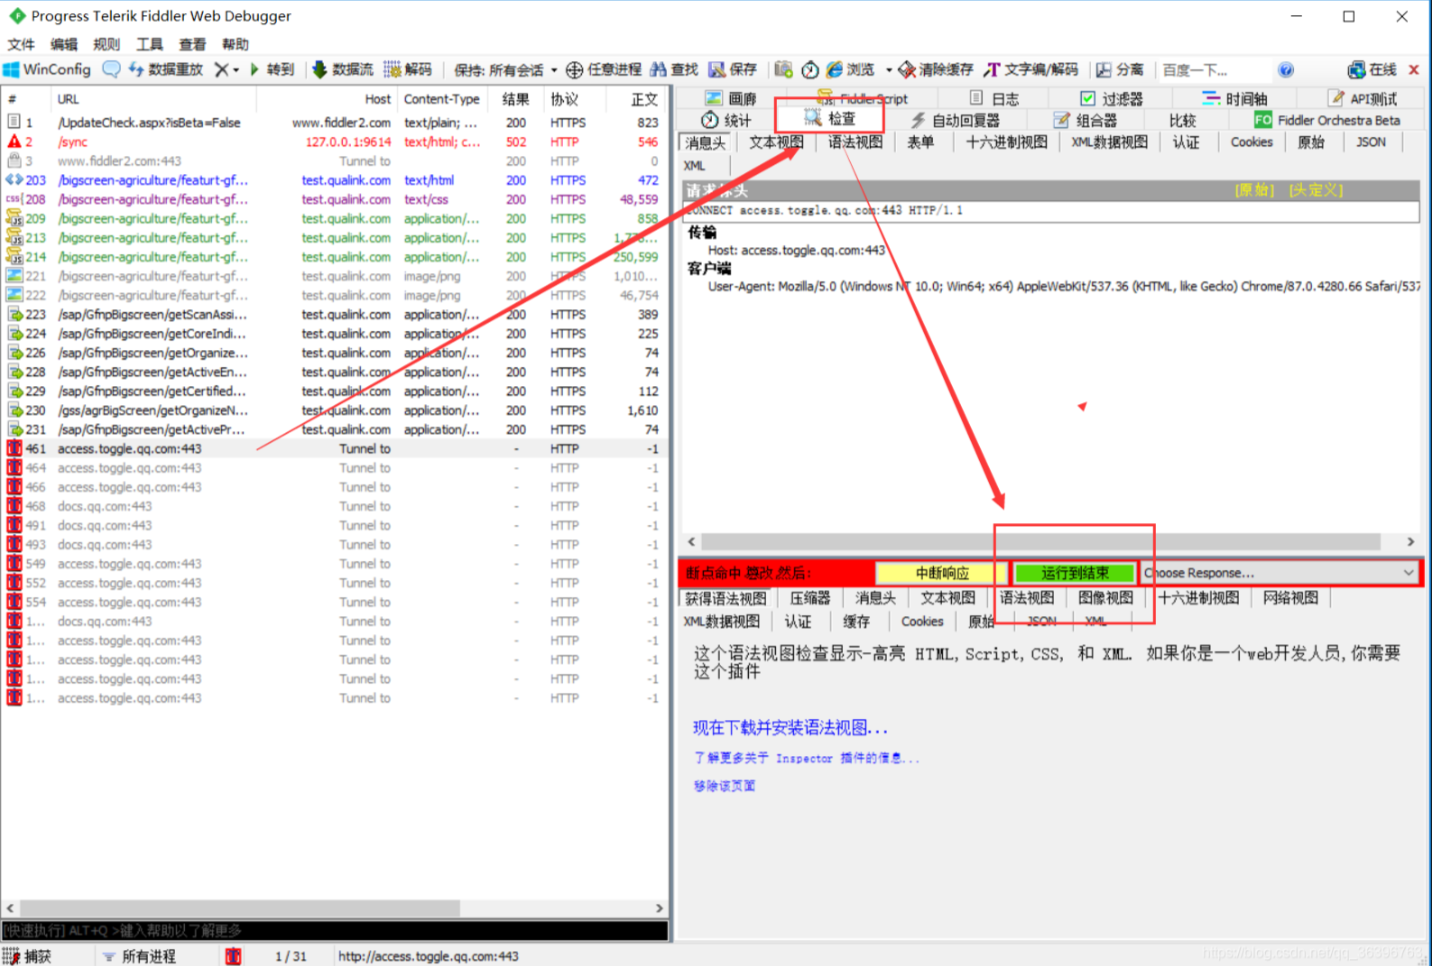 Progress Telerik Fiddler Web Debugger
文件 编辑 规则 工具 查看 帮助
WinConfig 数据重放 转到 数据流 解码 保持: 所有会话 任意进程 查找 保存 浏览 清除缓存 文字编/解码 分离 百度一下... 在线
# URL Host Content-Type 结果 协议 正文
1 /UpdateCheck.aspx?isBeta=False www.fiddler2.com text/plain; ... 200 HTTPS 823
2 /sync 127.0.0.1:9614 text/html; c... 502 HTTP 546
3 www.fiddler2.com:443 Tunnel to 200 HTTP 0
203 /bigscreen-agriculture/featurt-gf... test.qualink.com text/html 200 HTTPS 472
208 /bigscreen-agriculture/featurt-gf... test.qualink.com text/css 200 HTTPS 48,559
209 /bigscreen-agriculture/featurt-gf... test.qualink.com application/... 200 HTTPS 858
213 /bigscreen-agriculture/featurt-gf... test.qualink.com application/... 200 HTTPS
214 /bigscreen-agriculture/featurt-gf... test.qualink.com application/... 200 HTTPS 250,599
221 /bigscreen-agriculture/featurt-gf... test.qualink.com image/png 200 HTTPS 1,010...
222 /bigscreen-agriculture/featurt-gf... test.qualink.com image/png 200 HTTPS 46,754
223 /sap/GfnpBigscreen/getScanAssi... test.qualink.com application/... 200 HTTPS 389
224 /sap/GfnpBigscreen/getCoreIndi... test.qualink.com application/... 200 HTTPS 225
226 /sap/GfnpBigscreen/getOrganize... test.qualink.com application/... 200 HTTPS 74
228 /sap/GfnpBigscreen/getActiveEn... test.qualink.com application/... 200 HTTPS 74
229 /sap/GfnpBigscreen/getCertified... test.qualink.com application/... 200 HTTPS 112
230 /gss/agrBigScreen/getOrganizeN... test.qualink.com application/... 200 HTTPS 1,610
231 /sap/GfnpBigscreen/getActivePr... test.qualink.com application/... 200 HTTPS 74
461 access.toggle.qq.com:443 Tunnel to - HTTP -1
464 access.toggle.qq.com:443 Tunnel to - HTTP -1
466 access.toggle.qq.com:443 Tunnel to - HTTP -1
468 docs.qq.com:443 Tunnel to - HTTP -1
491 docs.qq.com:443 Tunnel to - HTTP -1
493 docs.qq.com:443 Tunnel to - HTTP -1
549 access.toggle.qq.com:443 Tunnel to - HTTP -1
552 access.toggle.qq.com:443 Tunnel to - HTTP -1
554 access.toggle.qq.com:443 Tunnel to - HTTP -1
1... docs.qq.com:443 Tunnel to - HTTP -1
1... access.toggle.qq.com:443 Tunnel to - HTTP -1
1... access.toggle.qq.com:443 Tunnel to - HTTP -1
1... access.toggle.qq.com:443 Tunnel to - HTTP -1
1... access.toggle.qq.com:443 Tunnel to - HTTP -1
[快速执行] ALT+Q >键入帮助以了解更多
捕获 所有进程 1 / 31 http://access.toggle.qq.com:443
画廊 FiddlerScript 日志 过滤器 时间轴 API测试
统计 检查 自动回复器 组合器 比较 FO Fiddler Orchestra Beta
消息头 文本视图 语法视图 表单 十六进制视图 XML数据视图 认证 Cookies 原始 JSON
XML
请求标头 [原始] [头定义]
CONNECT access.toggle.qq.com:443 HTTP/1.1
传输
Host: access.toggle.qq.com:443
客户端
User-Agent: Mozilla/5.0 (Windows NT 10.0; Win64; x64) AppleWebKit/537.36 (KHTML, like Gecko) Chrome/87.0.4280.66 Safari/537
断点命中.篡改,然后: 中断响应 运行到结束 Choose Response...
获得语法视图 压缩器 消息头 文本视图 语法视图 图像视图 十六进制视图 网络视图
XML数据视图 认证 缓存 Cookies 原始 JSON XML
这个语法视图检查显示-高亮 HTML,Script,CSS, 和 XML. 如果你是一个web开发人员,你需要
这个插件
现在下载并安装语法视图...
了解更多关于 Inspector 插件的信息...
移除该页面